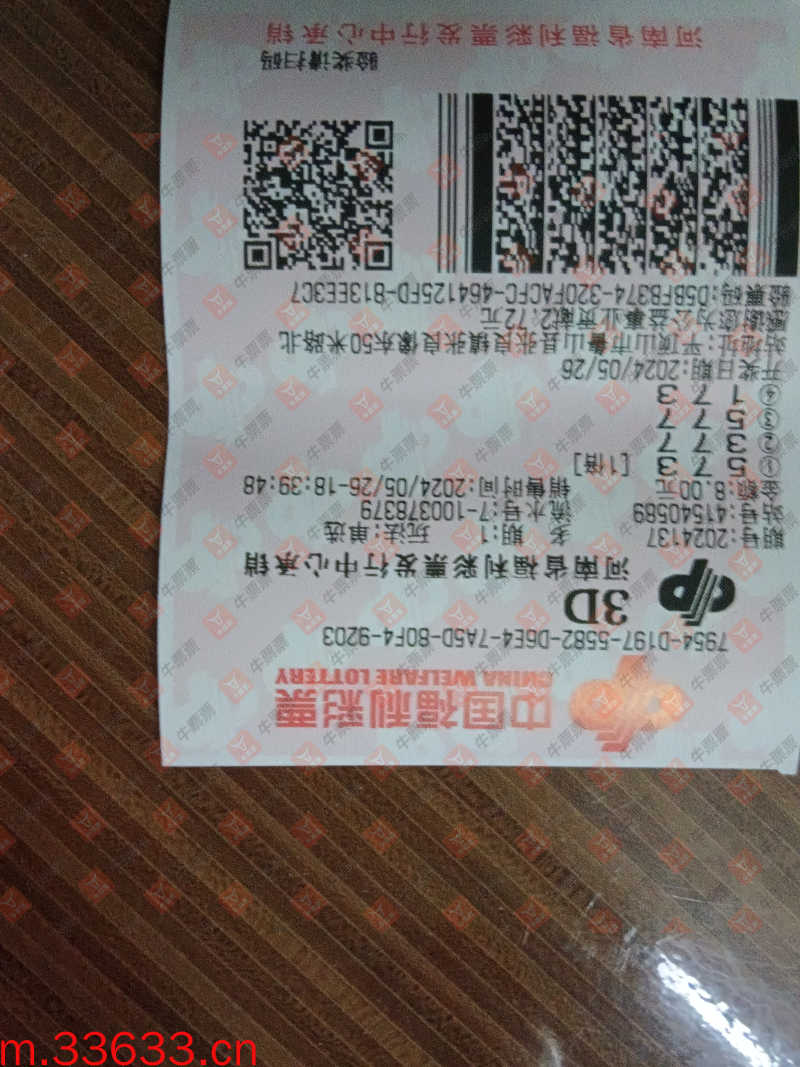 中国福利彩票
CHINA WELFARE LOTTERY
7954-D197-5582-D6E4-7A5D-80F4-9203
3D
河南省福利彩票发行中心承销
期号:2024137 多 期:1 玩法:单选
站号:41540589 流水号:7-100378379
金额:8.00元 销售时间:2024/05/26-18:39:48
① 5 7 3 [1倍]
② 3 7 7
③ 5 7 7
④ 1 7 3
开奖日期:2024/05/26
站地址:平顶山市鲁山县张良镇张良像东50米路北
感谢您为公益事业贡献2.72元
验票码:D5BFB374-320FACFC-464125FD-B13EE3C7
验奖请扫码
河南省福利彩票发行中心承销
牛票票
m.33633.cn